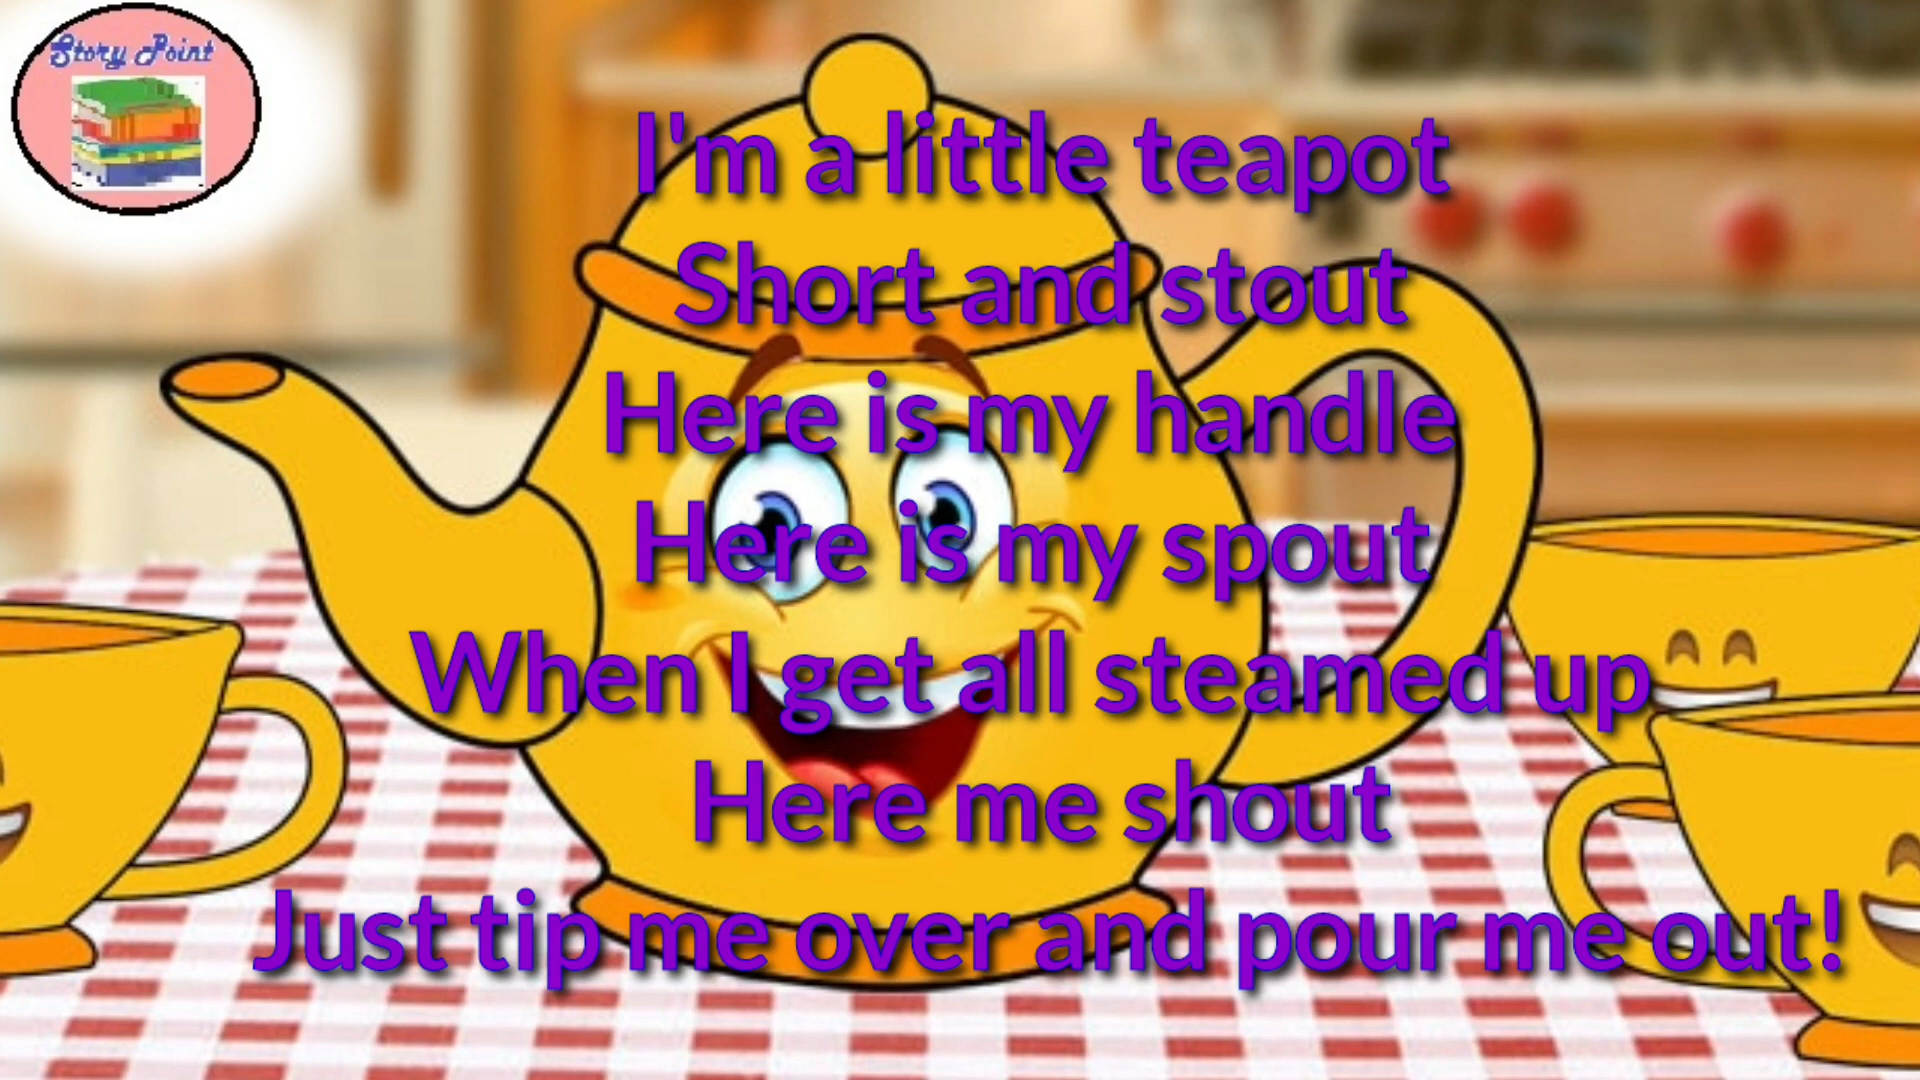 Story Point
I'm a little teapot
Short and stout
Here is my handle
Here is my spout
When I get all steamed up
Here me shout
Just tip me over and pour me out!